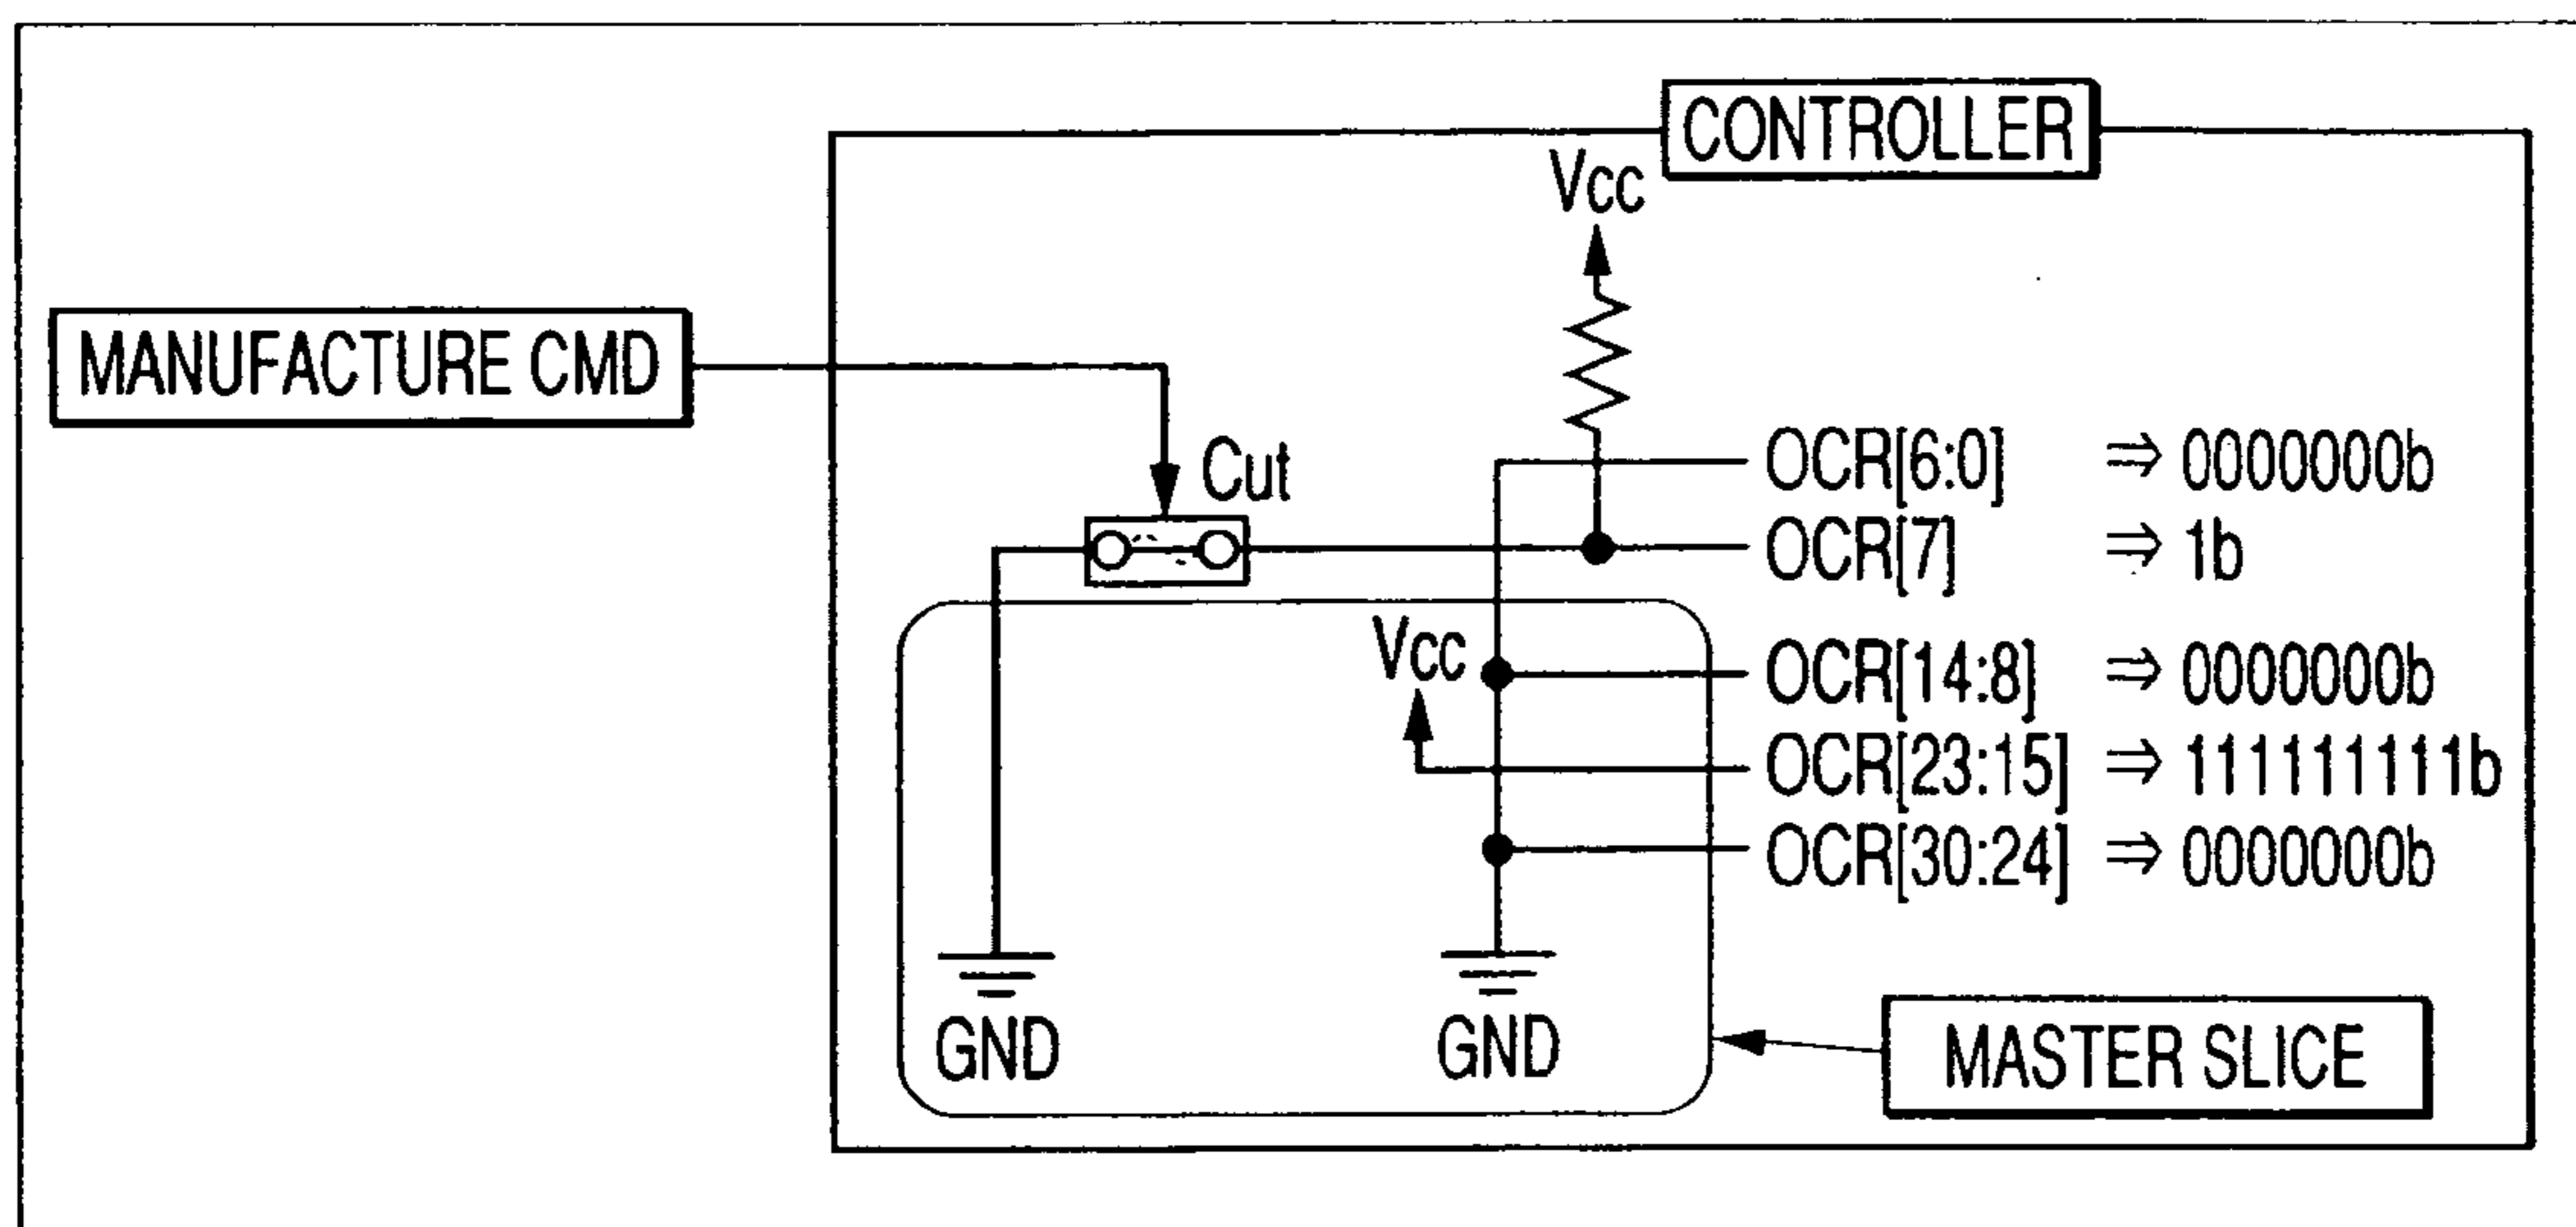 CONTROLLER
Vcc
MANUFACTURE CMD
Cut
OCR[6:0] ⇒ 0000000b
OCR[7] ⇒ 1b
Vcc
OCR[14:8] ⇒ 0000000b
OCR[23:15] ⇒ 111111111b
OCR[30:24] ⇒ 0000000b
GND
GND
MASTER SLICE